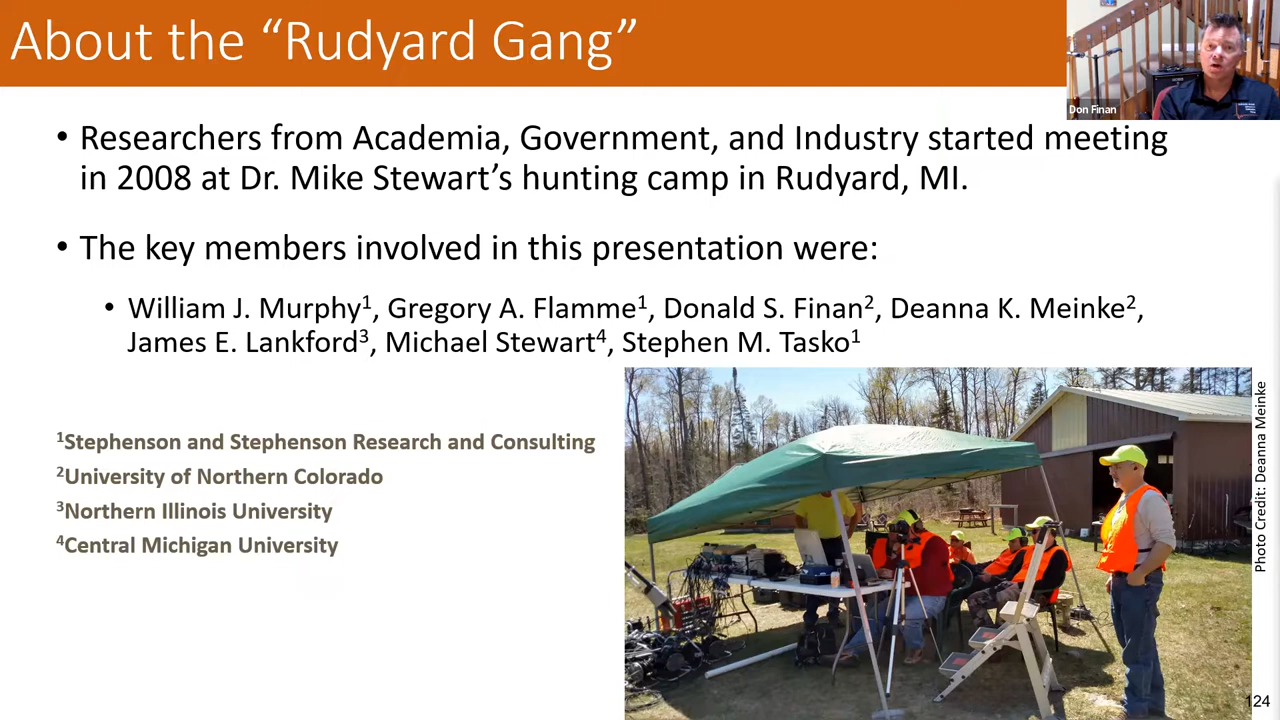 About the “Rudyard Gang”
Don Finan
• Researchers from Academia, Government, and Industry started meeting
in 2008 at Dr. Mike Stewart’s hunting camp in Rudyard, MI.
• The key members involved in this presentation were:
• William J. Murphy¹, Gregory A. Flamme¹, Donald S. Finan², Deanna K. Meinke²,
James E. Lankford³, Michael Stewart⁴, Stephen M. Tasko¹
¹Stephenson and Stephenson Research and Consulting
²University of Northern Colorado
³Northern Illinois University
⁴Central Michigan University
Photo Credit: Deanna Meinke
124